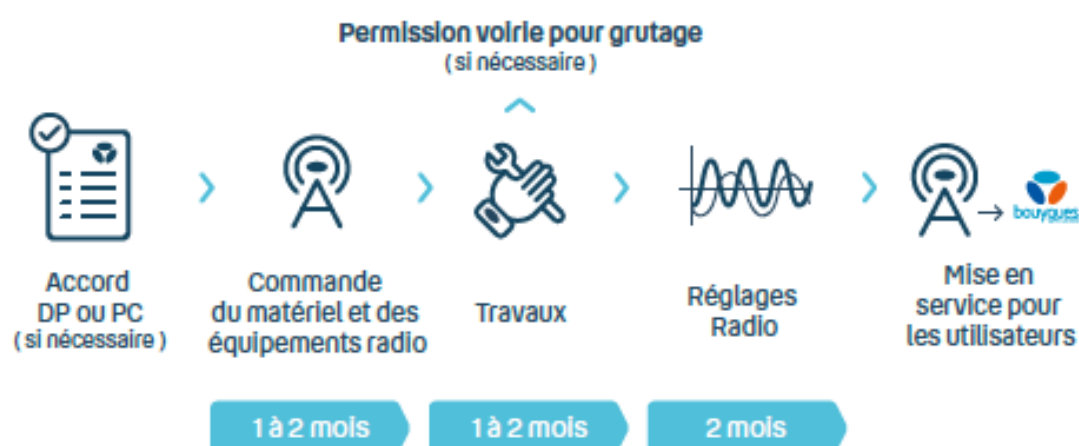 Permission voirie pour grutage
( si nécessaire )
bouygues
Accord
DP ou PC
( si nécessaire )
Commande
du matériel et des
équipements radio
Travaux
Réglages
Radio
Mise en
service pour
les utilisateurs
1 à 2 mois
1 à 2 mois
2 mois